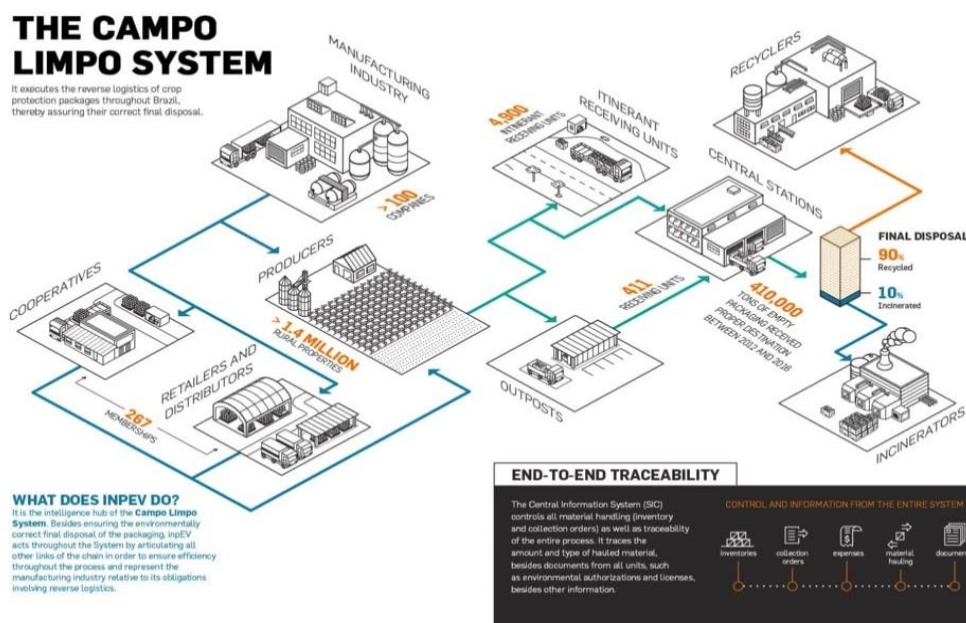 THE CAMPO
LIMPO SYSTEM
It executes the reverse logistics of crop
protection packages throughout Brazil,
thereby assuring their correct final disposal.
MANUFACTURING
INDUSTRY
> 100
COMPANIES
COOPERATIVES
267
MEMBERSHIPS
RETAILERS AND
DISTRIBUTORS
PRODUCERS
> 1.4 MILLION
RURAL PROPERTIES
4,900
INTINERANT
RECEIVING UNITS
ITINERANT
RECEIVING UNITS
OUTPOSTS
411
RECEIVING UNITS
CENTRAL STATIONS
410,000
TONS OF EMPTY
PACKAGING RECEIVED
PROPER DESTINATION
BETWEEN 2012 AND 2016
RECYCLERS
FINAL DISPOSAL
90%
Recycled
10%
Incinerated
INCINERATORS
WHAT DOES INPEV DO?
It is the intelligence hub of the Campo Limpo
System. Besides ensuring the environmentally
correct final disposal of the packaging, inpEV
acts throughout the System by articulating all
other links of the chain in order to ensure efficiency
throughout the process and represent the
manufacturing industry relative to its obligations
involving reverse logistics.
END-TO-END TRACEABILITY
The Central Information System (SIC)
controls all material handling (inventory
and collection orders) as well as traceability
of the entire process. It traces the
amount and type of hauled material,
besides documents from all units, such
as environmental authorizations and licenses,
besides other information.
CONTROL AND INFORMATION FROM THE ENTIRE SYSTEM
inventories
collection
orders
expenses
material
hauling
documen